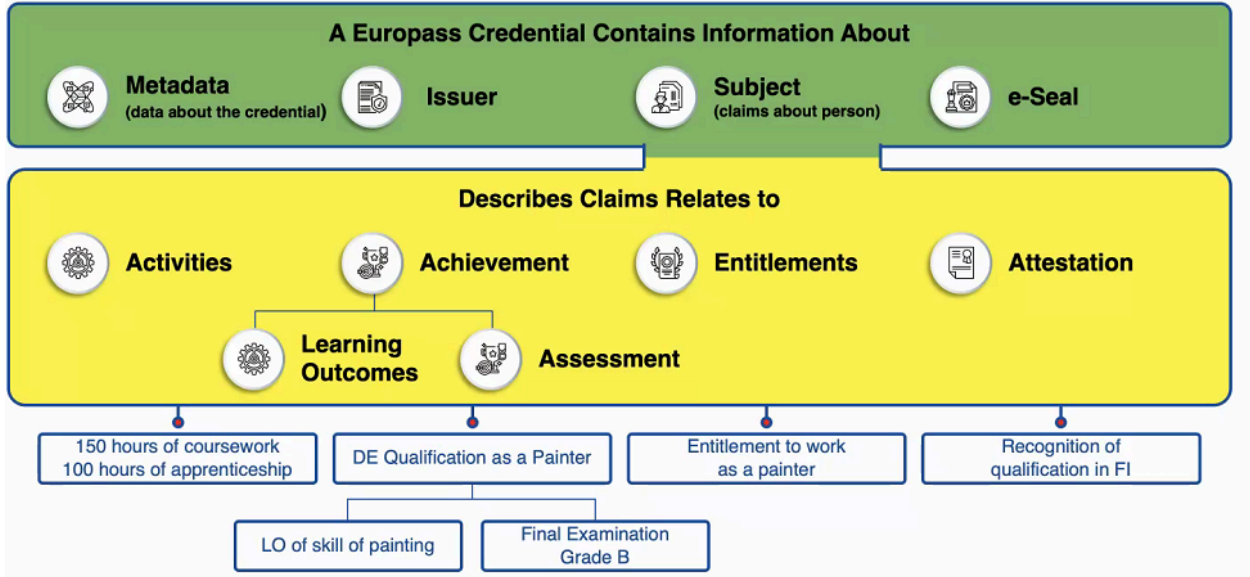 A Europass Credential Contains Information About
Metadata
(data about the credential)
Issuer
Subject
(claims about person)
e-Seal
Describes Claims Relates to
Activities
Achievement
Entitlements
Attestation
Learning
Outcomes
Assessment
150 hours of coursework
100 hours of apprenticeship
DE Qualification as a Painter
Entitlement to work
as a painter
Recognition of
qualification in FI
LO of skill of painting
Final Examination
Grade B